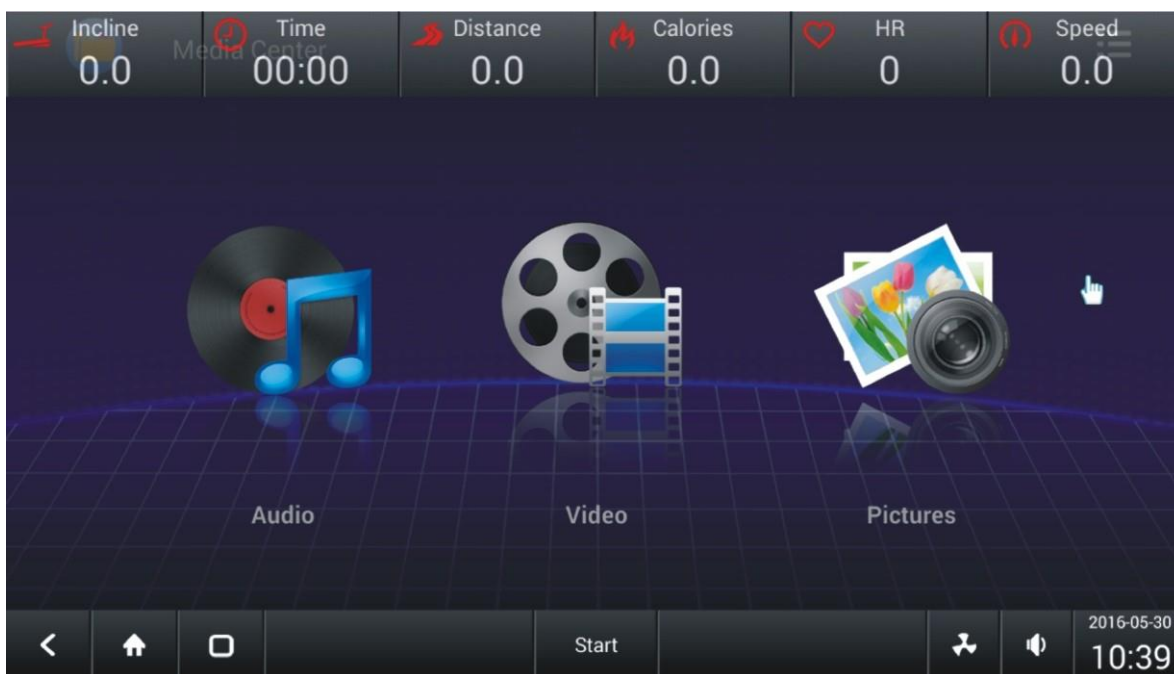 Incline
Time
Distance
Calories
HR
Speed
Media Center
0.0
00:00
0.0
0.0
0
0.0
Audio
Video
Pictures
Start
2016-05-30
10:39